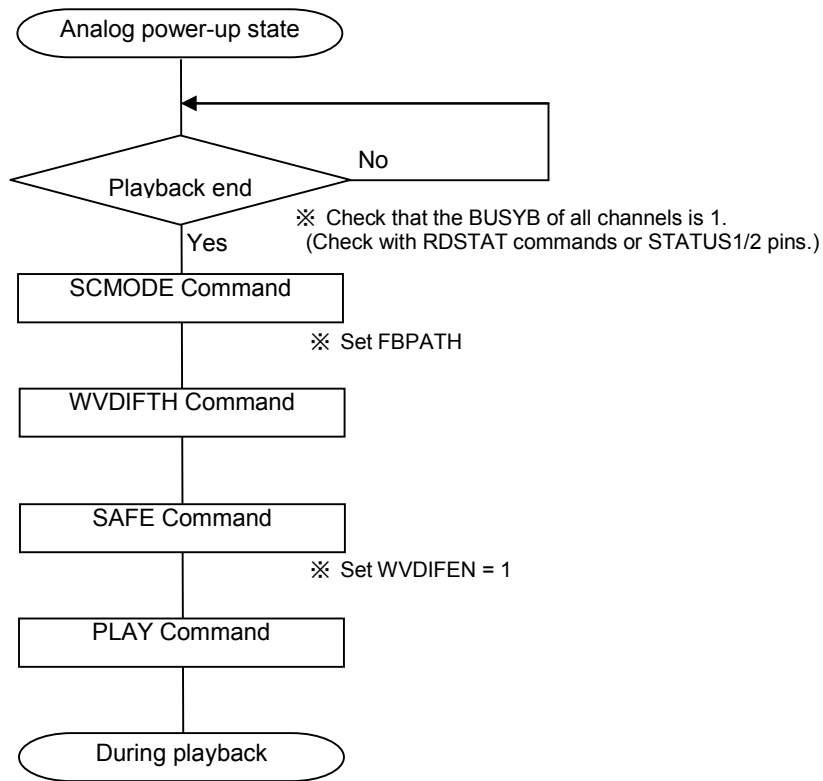 Analog power-up state
No
Playback end
※ Check that the BUSYB of all channels is 1.
(Check with RDSTAT commands or STATUS1/2 pins.)
Yes
SCMODE Command
※ Set FBPATH
WVDIFTH Command
SAFE Command
※ Set WVDIFEN = 1
PLAY Command
During playback